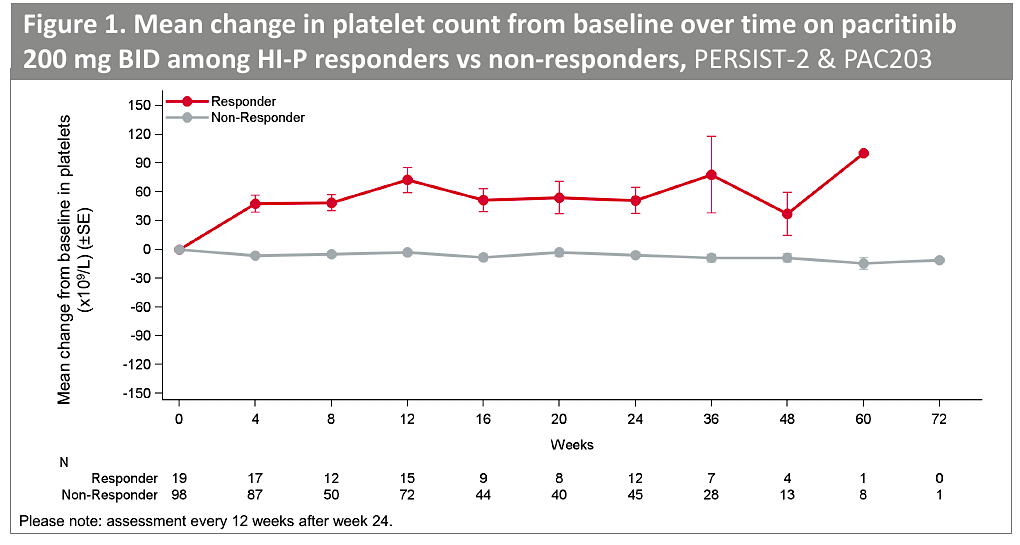 Figure 1. Mean change in platelet count from baseline over time on pacritinib
200 mg BID among HI-P responders vs non-responders, PERSIST-2 & PAC203
Responder
Non-Responder
Mean change from baseline in platelets
(x10⁹/L) (±SE)
150
120
90
60
30
0
-30
-60
-90
-120
-150
0 4 8 12 16 20 24 36 48 60 72
Weeks
N
Responder 19 17 12 15 9 8 12 7 4 1 0
Non-Responder 98 87 50 72 44 40 45 28 13 8 1
Please note: assessment every 12 weeks after week 24.